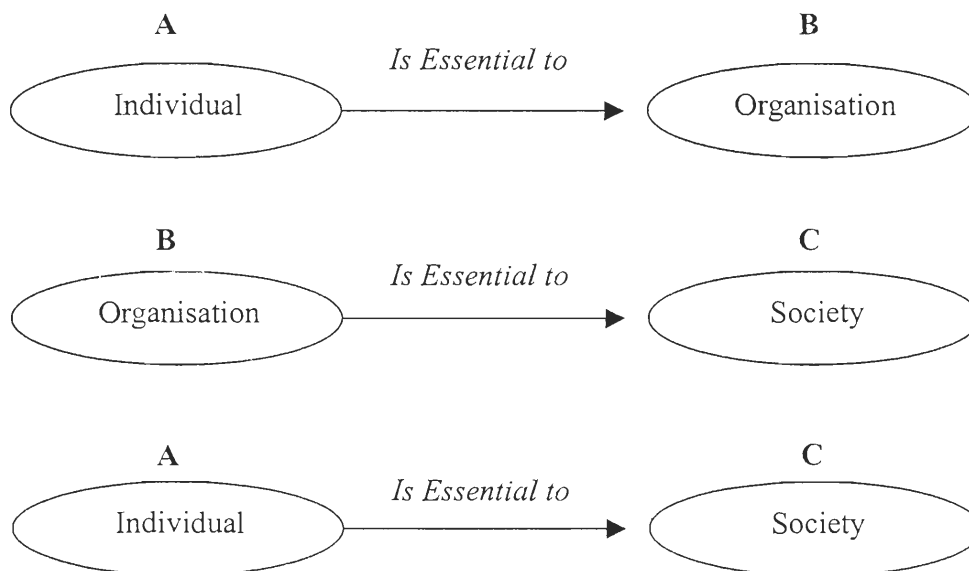 A B
Is Essential to
Individual Organisation
B C
Is Essential to
Organisation Society
A C
Is Essential to
Individual Society